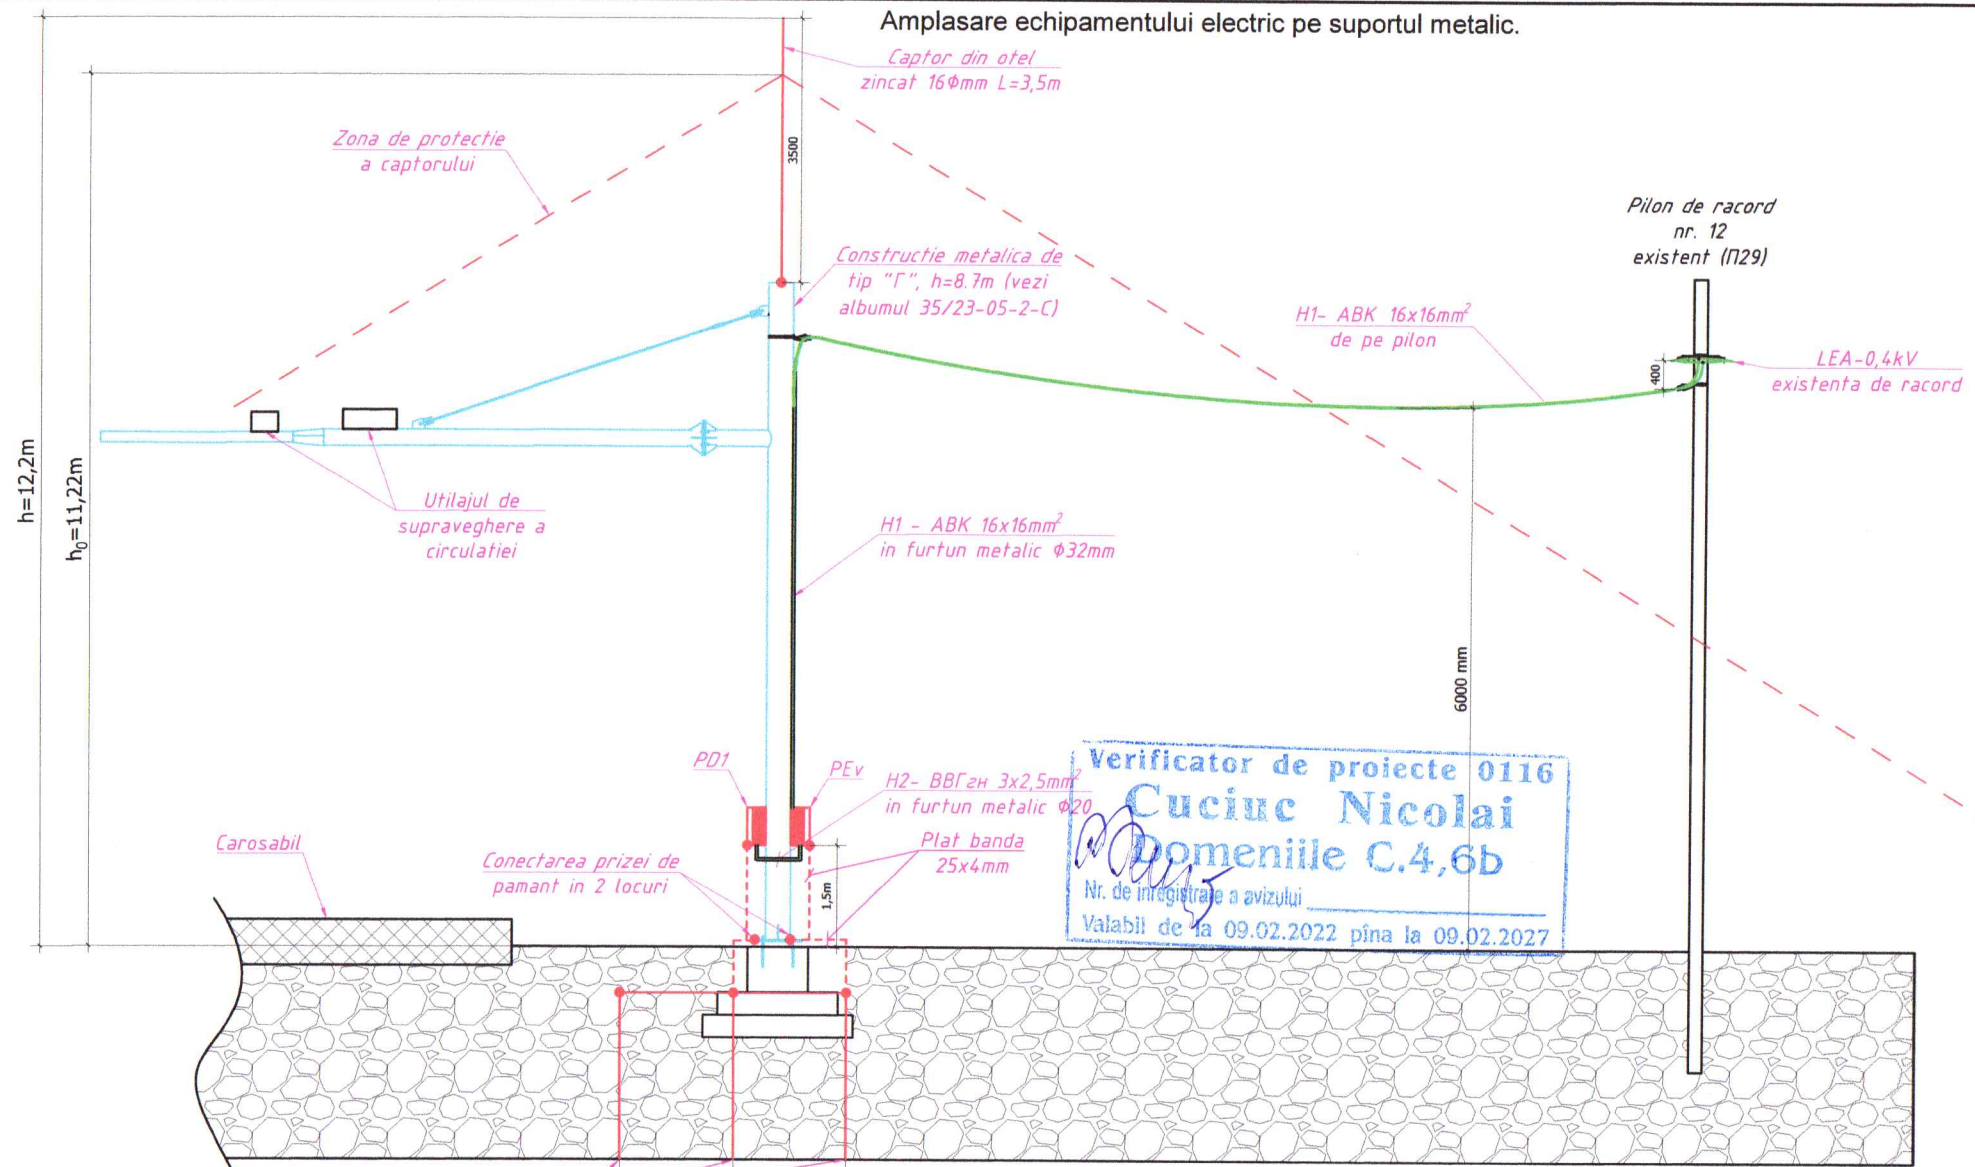 Amplasare echipamentului electric pe suportul metalic.
Captor din otel
zincat 16Φmm L=3,5m
Zona de protectie
a captorului
3500
Pilon de racord
nr. 12
existent (П29)
Constructie metalica de
tip "Г", h=8.7m (vezi
albumul 35/23-05-2-C)
H1- ABK 16x16mm²
de pe pilon
LEA-0,4kV
existenta de racord
400
h=12,2m
h₀=11,22m
Utilajul de
supraveghere a
circulatiei
H1 - ABK 16x16mm²
in furtun metalic Φ32mm
6000 mm
PD1
PEv
H2- ВВГгн 3x2,5mm²
in furtun metalic Φ20
Plat banda
25x4mm
Carosabil
Conectarea prizei de
pamant in 2 locuri
1,5m
Verificator de proiecte 0116
Cuciuc Nicolai
Domeniile C.4,6b
Nr. de inregistrare a avizului
Valabil de la 09.02.2022 pîna la 09.02.2027